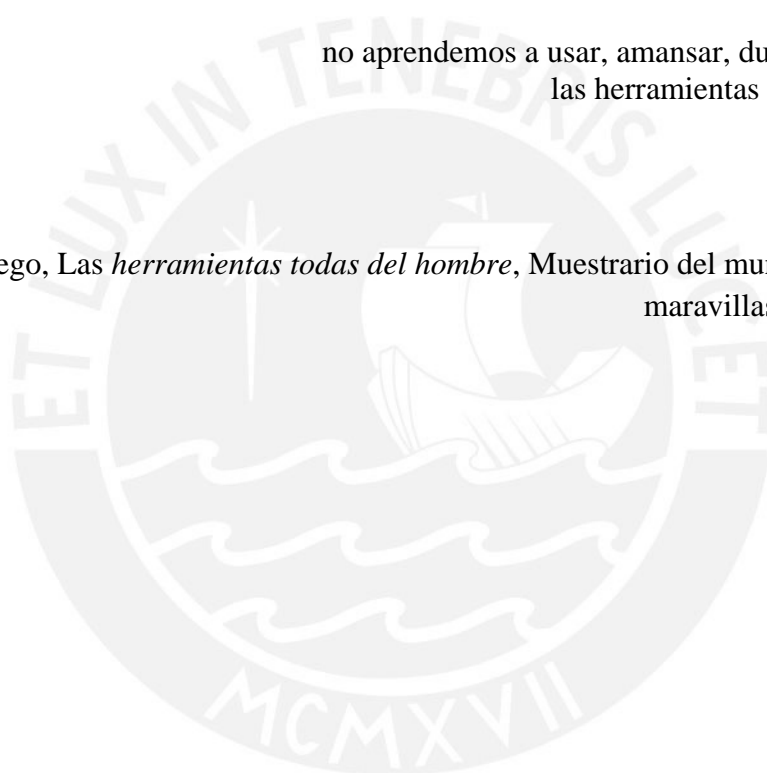 no aprendemos a usar, amansar, du
las herramientas
ego, Las herramientas todas del hombre, Muestrario del mu
maravillas
ET LUX IN TENEBRIS LUCET
MCMXVII